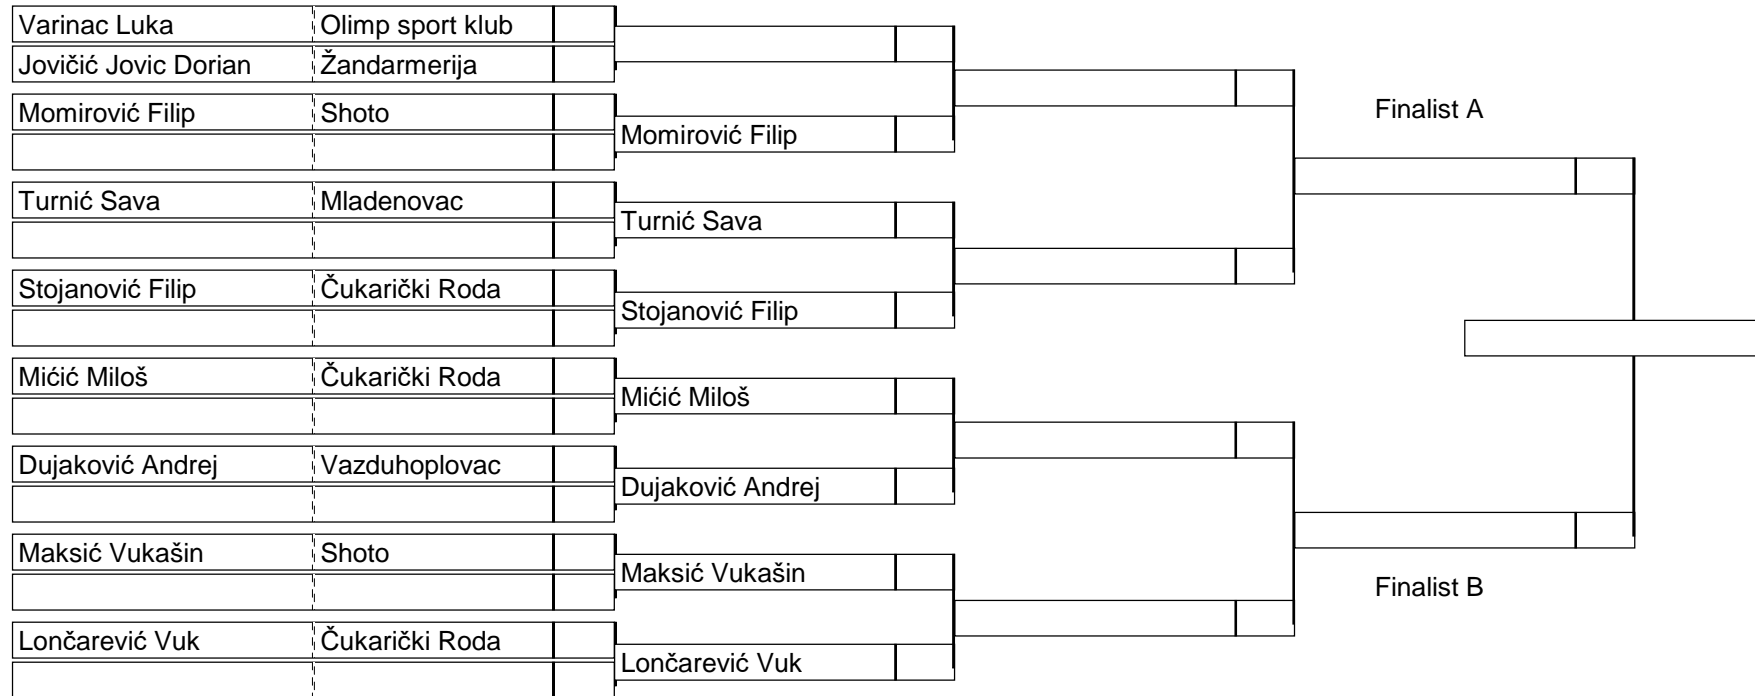 Varinac Luka Olimp sport klub
Jovičić Jovic Dorian Žandarmerija
Momirović Filip Shoto
Momirović Filip
Turnić Sava Mladenovac
Turnić Sava
Stojanović Filip Čukarički Roda
Stojanović Filip
Mićić Miloš Čukarički Roda
Mićić Miloš
Dujaković Andrej Vazduhoplovac
Dujaković Andrej
Maksić Vukašin Shoto
Maksić Vukašin
Lončarević Vuk Čukarički Roda
Lončarević Vuk
Finalist A
Finalist B